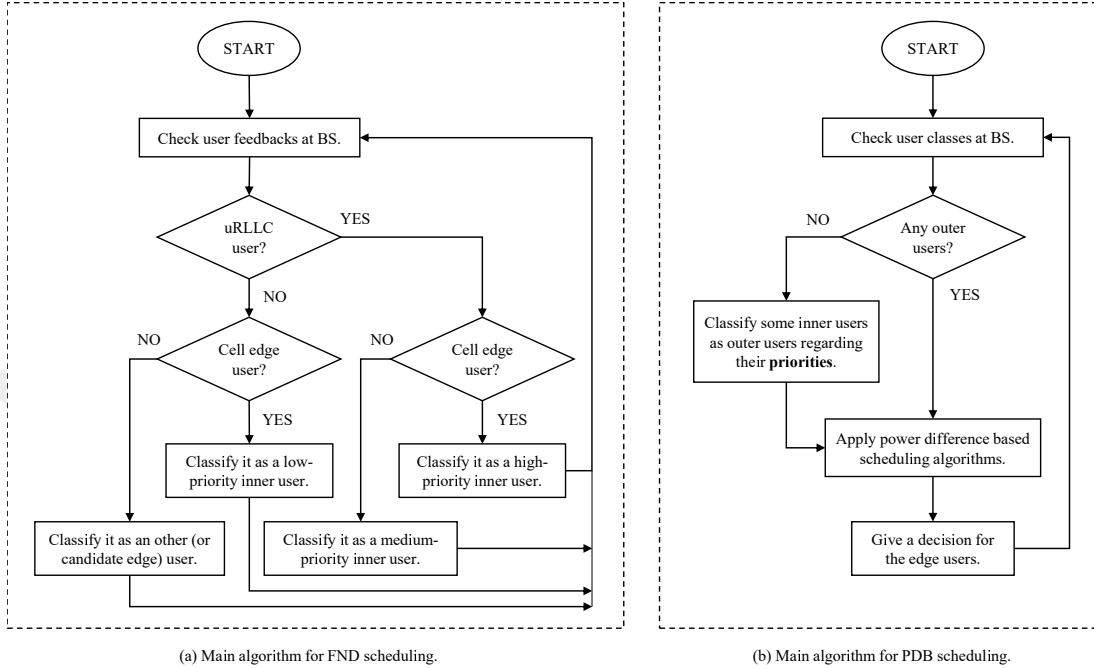 START
Check user feedbacks at BS.
uRLLC
user?
YES
NO
Cell edge
user?
NO
YES
Cell edge
user?
NO
YES
Classify it as a low-
priority inner user.
Classify it as a high-
priority inner user.
Classify it as an other (or
candidate edge) user.
Classify it as a medium-
priority inner user.
(a) Main algorithm for FND scheduling.
START
Check user classes at BS.
Any outer
users?
NO
YES
Classify some inner users
as outer users regarding
their priorities.
Apply power difference based
scheduling algorithms.
Give a decision for
the edge users.
(b) Main algorithm for PDB scheduling.